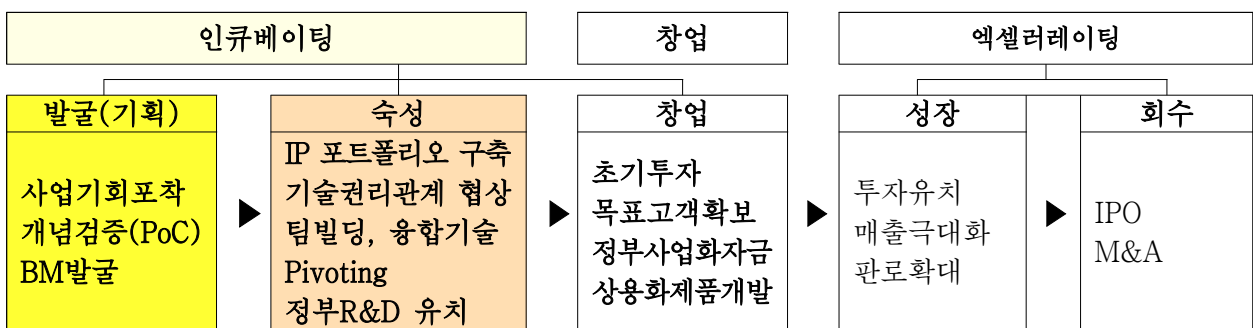 인큐베이팅
창업
엑셀러레이팅
발굴(기획)
사업기회포착
개념검증(PoC)
BM발굴
숙성
IP 포트폴리오 구축
기술권리관계 협상
팀빌딩, 융합기술
Pivoting
정부R&D 유치
창업
초기투자
목표고객확보
정부사업화자금
상용화제품개발
성장
투자유치
매출극대화
판로확대
회수
IPO
M&A